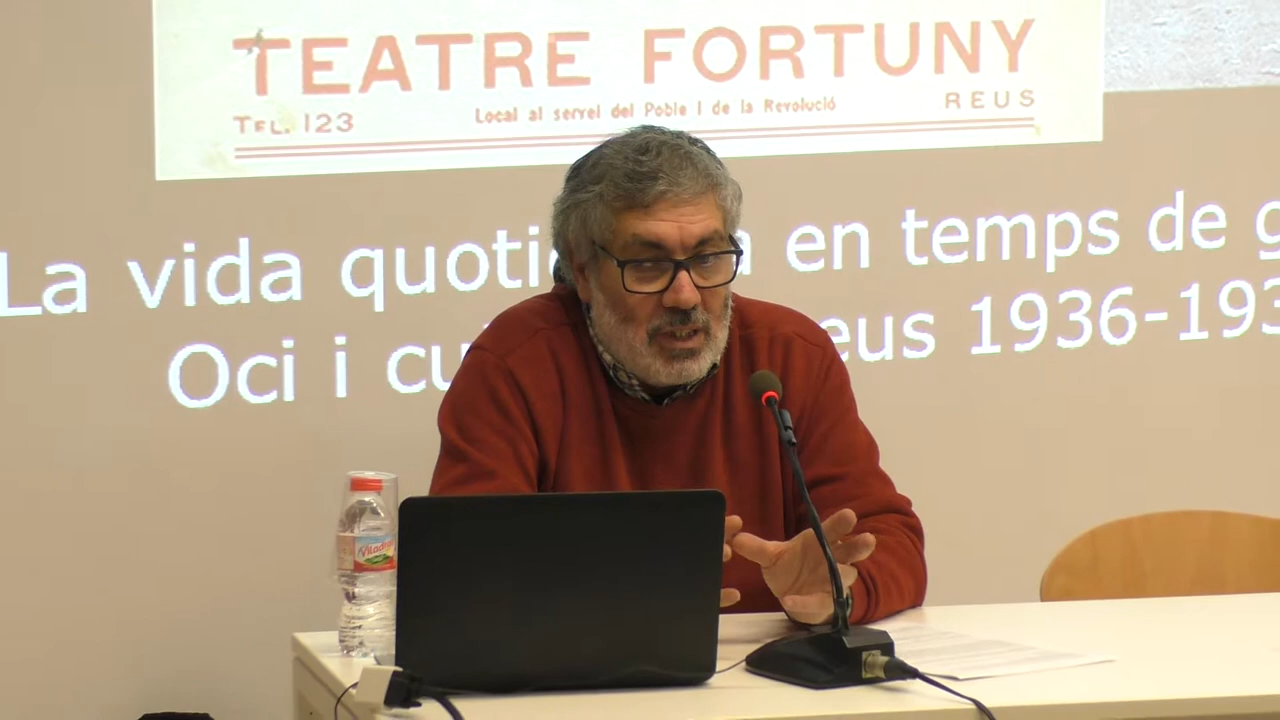 TEATRE FORTUNY
TEL. 123
Local al servei del Poble i de la Revolució
REUS
La vida quoti a en temps de g
Oci i cu eus 1936-193
Viladrau